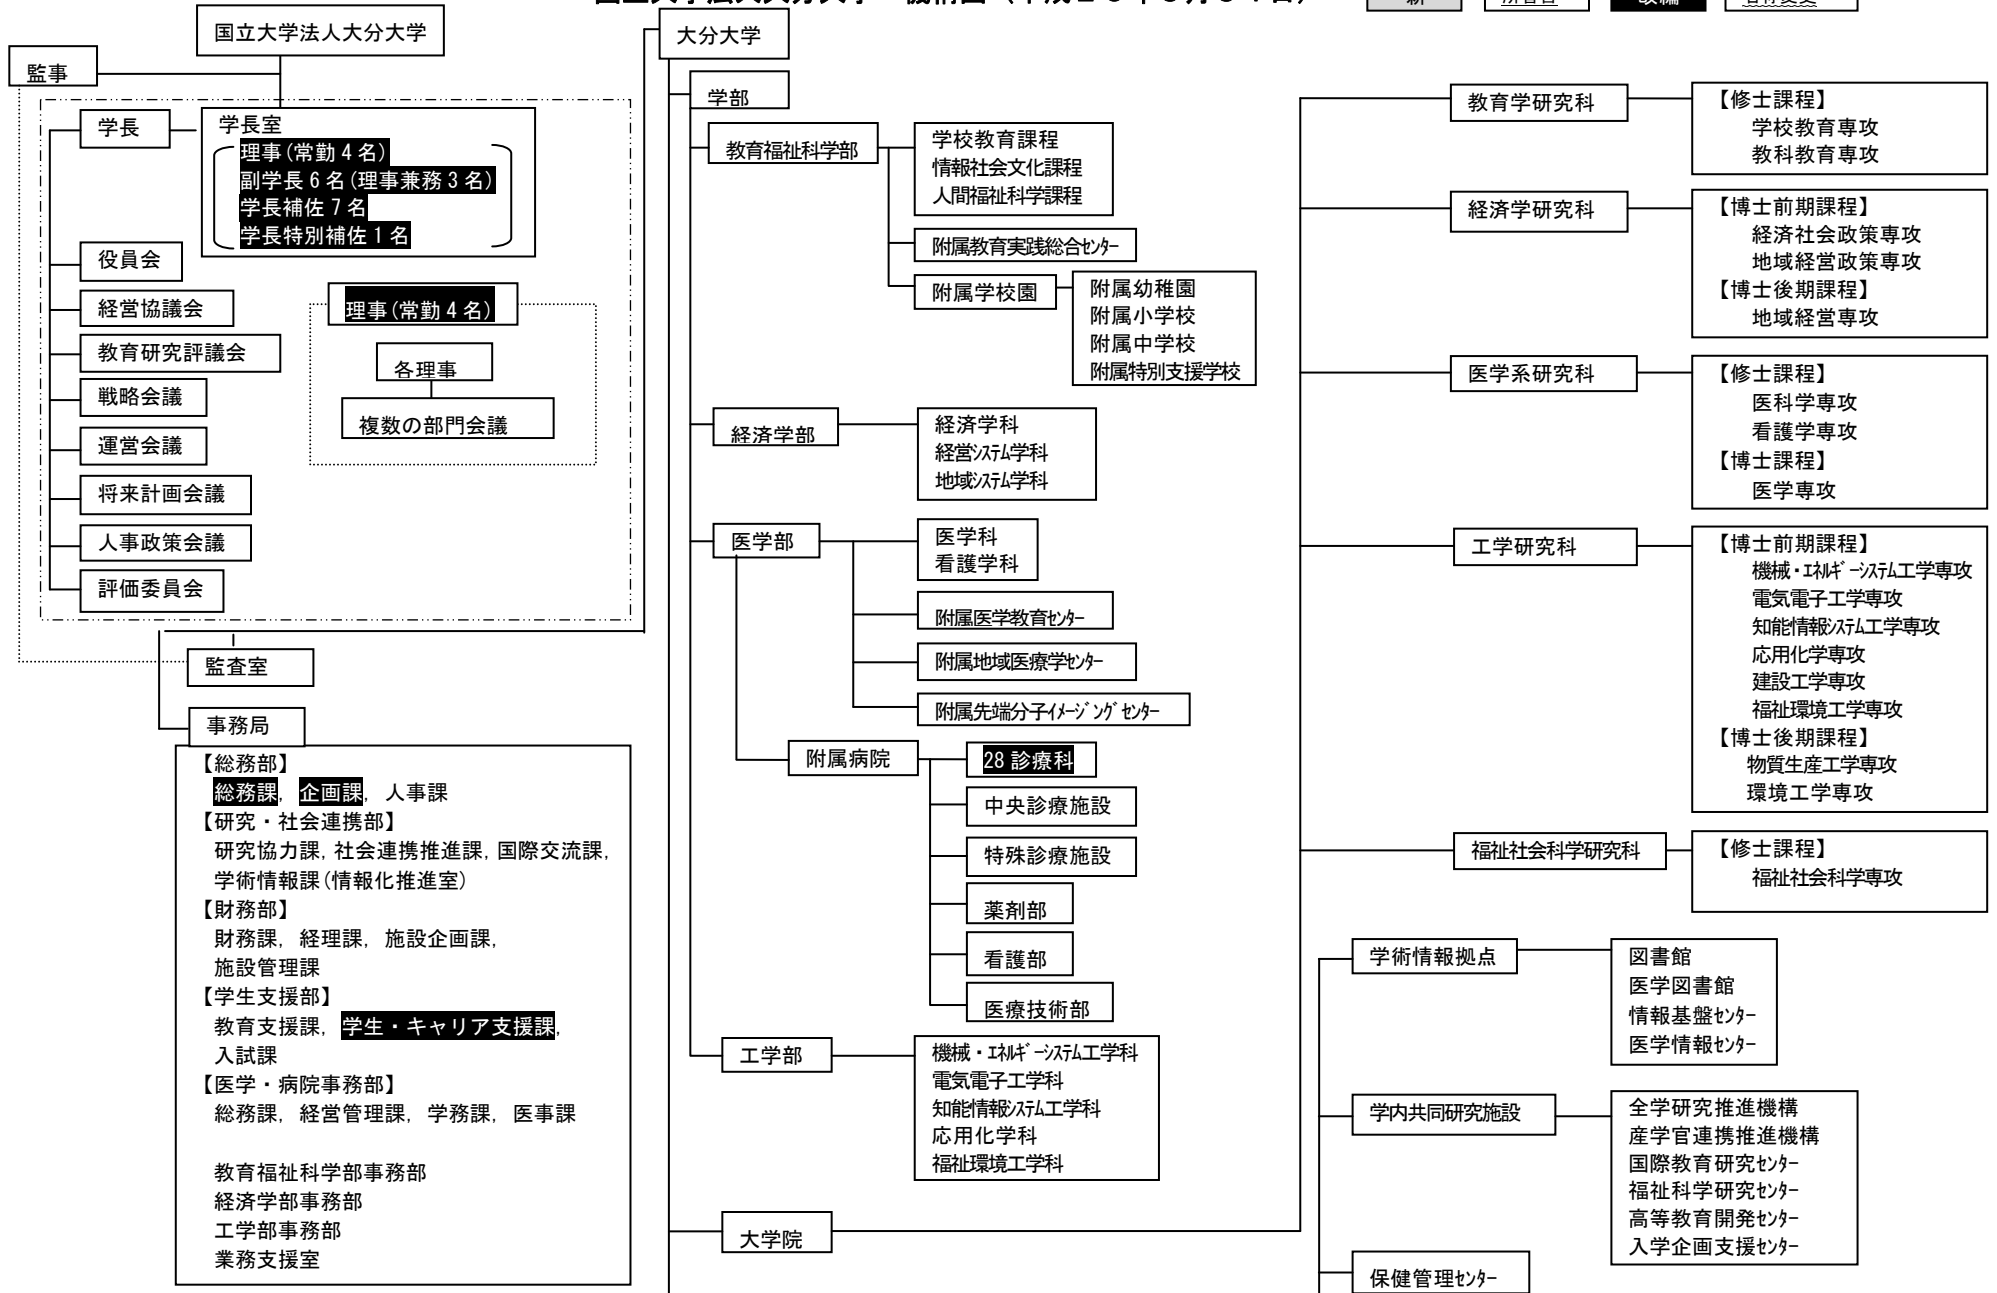 国立大学法人大分大学
監事
学長
学長室
理事(常勤4名)
副学長6名(理事兼務3名)
学長補佐7名
学長特別補佐1名
役員会
経営協議会
教育研究評議会
戦略会議
運営会議
将来計画会議
人事政策会議
評価委員会
理事(常勤4名)
各理事
複数の部門会議
監査室
事務局
【総務部】
総務課, 企画課, 人事課
【研究・社会連携部】
研究協力課, 社会連携推進課, 国際交流課,
学術情報課(情報化推進室)
【財務部】
財務課, 経理課, 施設企画課,
施設管理課
【学生支援部】
教育支援課, 学生・キャリア支援課,
入試課
【医学・病院事務部】
総務課, 経営管理課, 学務課, 医事課
教育福祉科学部事務部
経済学部事務部
工学部事務部
業務支援室
大分大学
学部
教育福祉科学部
学校教育課程
情報社会文化課程
人間福祉科学課程
附属教育実践総合ｾﾝﾀｰ
附属学校園
附属幼稚園
附属小学校
附属中学校
附属特別支援学校
経済学部
経済学科
経営ｼｽﾃﾑ学科
地域ｼｽﾃﾑ学科
医学部
医学科
看護学科
附属医学教育ｾﾝﾀｰ
附属地域医療学ｾﾝﾀｰ
附属先端分子ｲﾒｰｼﾞﾝｸﾞｾﾝﾀｰ
附属病院
28診療科
中央診療施設
特殊診療施設
薬剤部
看護部
医療技術部
工学部
機械・ｴﾈﾙｷﾞｰｼｽﾃﾑ工学科
電気電子工学科
知能情報ｼｽﾃﾑ工学科
応用化学科
福祉環境工学科
大学院
教育学研究科
【修士課程】
学校教育専攻
教科教育専攻
経済学研究科
【博士前期課程】
経済社会政策専攻
地域経営政策専攻
【博士後期課程】
地域経営専攻
医学系研究科
【修士課程】
医科学専攻
看護学専攻
【博士課程】
医学専攻
工学研究科
【博士前期課程】
機械・ｴﾈﾙｷﾞｰｼｽﾃﾑ工学専攻
電気電子工学専攻
知能情報ｼｽﾃﾑ工学専攻
応用化学専攻
建設工学専攻
福祉環境工学専攻
【博士後期課程】
物質生産工学専攻
環境工学専攻
福祉社会科学研究科
【修士課程】
福祉社会科学専攻
学術情報拠点
図書館
医学図書館
情報基盤ｾﾝﾀｰ
医学情報ｾﾝﾀｰ
学内共同研究施設
全学研究推進機構
産学官連携推進機構
国際教育研究ｾﾝﾀｰ
福祉科学研究ｾﾝﾀｰ
高等教育開発ｾﾝﾀｰ
入学企画支援ｾﾝﾀｰ
保健管理ｾﾝﾀｰ